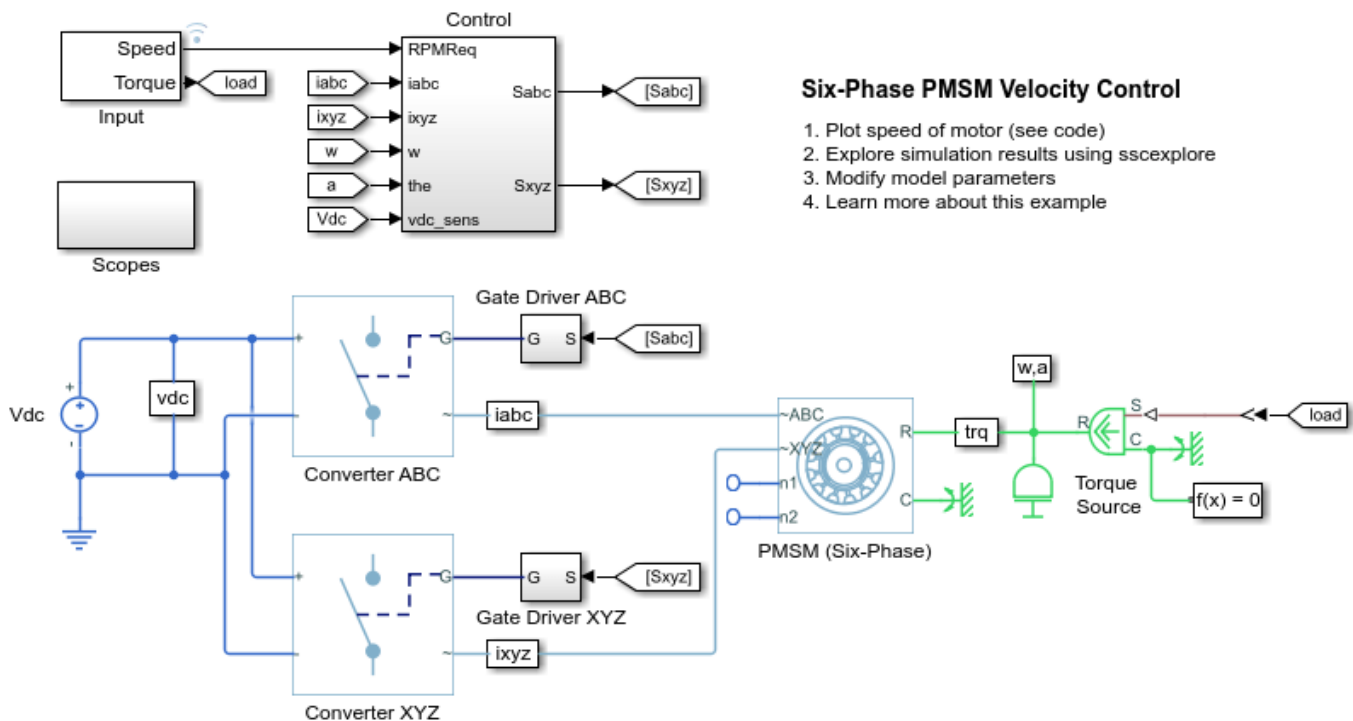 Control
Speed
Torque
load
Input
RPMReq
iabc
iabc
ixyz
ixyz
w
w
a
the
Vdc
vdc_sens
Sabc
[Sabc]
Sxyz
[Sxyz]
Six-Phase PMSM Velocity Control
1. Plot speed of motor (see code)
2. Explore simulation results using sscexplore
3. Modify model parameters
4. Learn more about this example
Scopes
Gate Driver ABC
+
G
G
S
[Sabc]
Vdc
+
+
-
-
vdc
-
~
iabc
Converter ABC
~ABC
~XYZ
n1
n2
R
C
PMSM (Six-Phase)
trq
w,a
R
S
C
load
Torque
Source
f(x) = 0
+
G
G
S
[Sxyz]
Gate Driver XYZ
-
~
ixyz
Converter XYZ